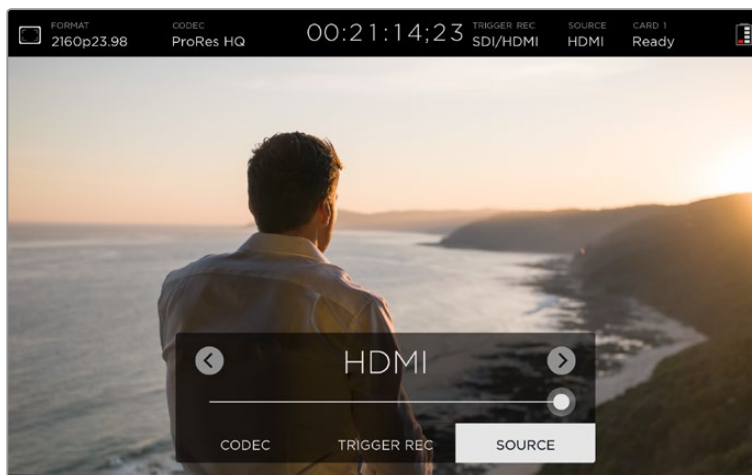 FORMAT CODEC 00:21:14;23 TRIGGER REC SOURCE CARD 1
2160p23.98 ProRes HQ SDI/HDMI HDMI Ready
HDMI
CODEC TRIGGER REC SOURCE